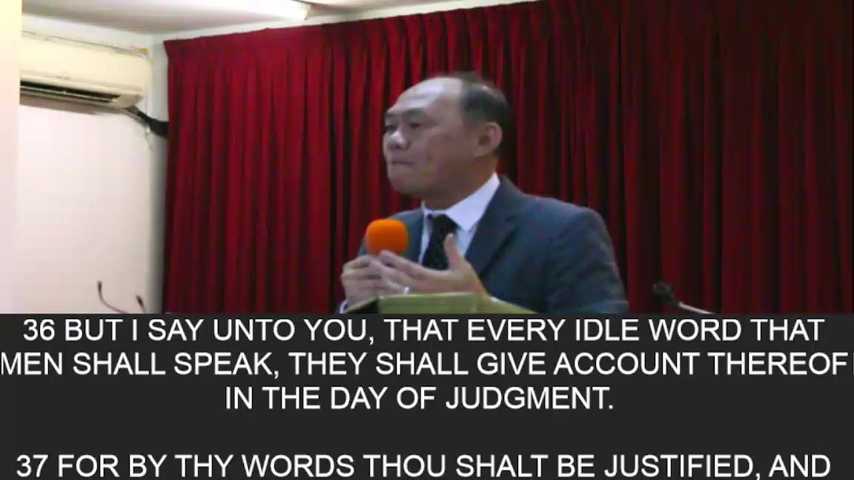 36 BUT I SAY UNTO YOU, THAT EVERY IDLE WORD THAT
MEN SHALL SPEAK, THEY SHALL GIVE ACCOUNT THEREOF
IN THE DAY OF JUDGMENT.
37 FOR BY THY WORDS THOU SHALT BE JUSTIFIED, AND